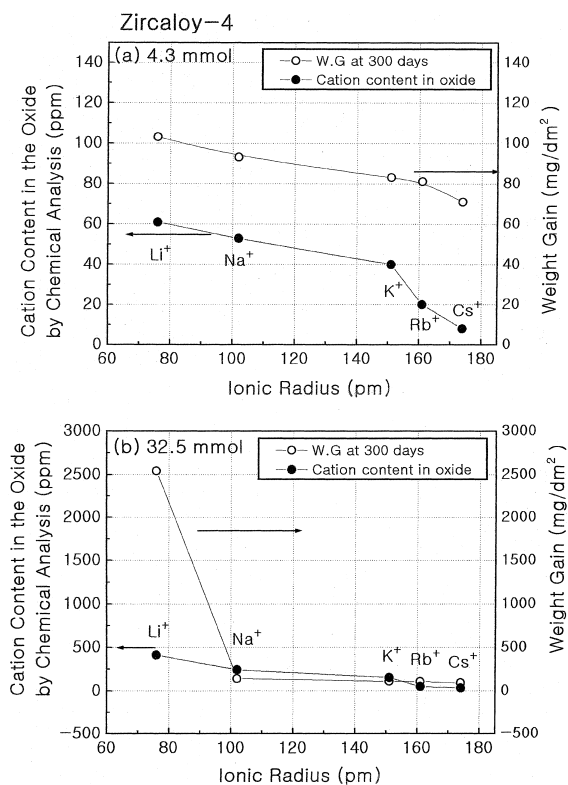 Zircaloy-4
(a) 4.3 mmol
W.G at 300 days
Cation content in oxide
Cation Content in the Oxide
by Chemical Analysis (ppm)
Weight Gain (mg/dm²)
140
120
100
80
60
40
20
0
140
120
100
80
60
40
20
0
Li⁺
Na⁺
K⁺
Rb⁺
Cs⁺
60 80 100 120 140 160 180
Ionic Radius (pm)
(b) 32.5 mmol
W.G at 300 days
Cation content in oxide
Cation Content in the Oxide
by Chemical Analysis (ppm)
Weight Gain (mg/dm²)
3000
2500
2000
1500
1000
500
0
−500
3000
2500
2000
1500
1000
500
0
−500
Li⁺
Na⁺
K⁺
Rb⁺
Cs⁺
60 80 100 120 140 160 180
Ionic Radius (pm)